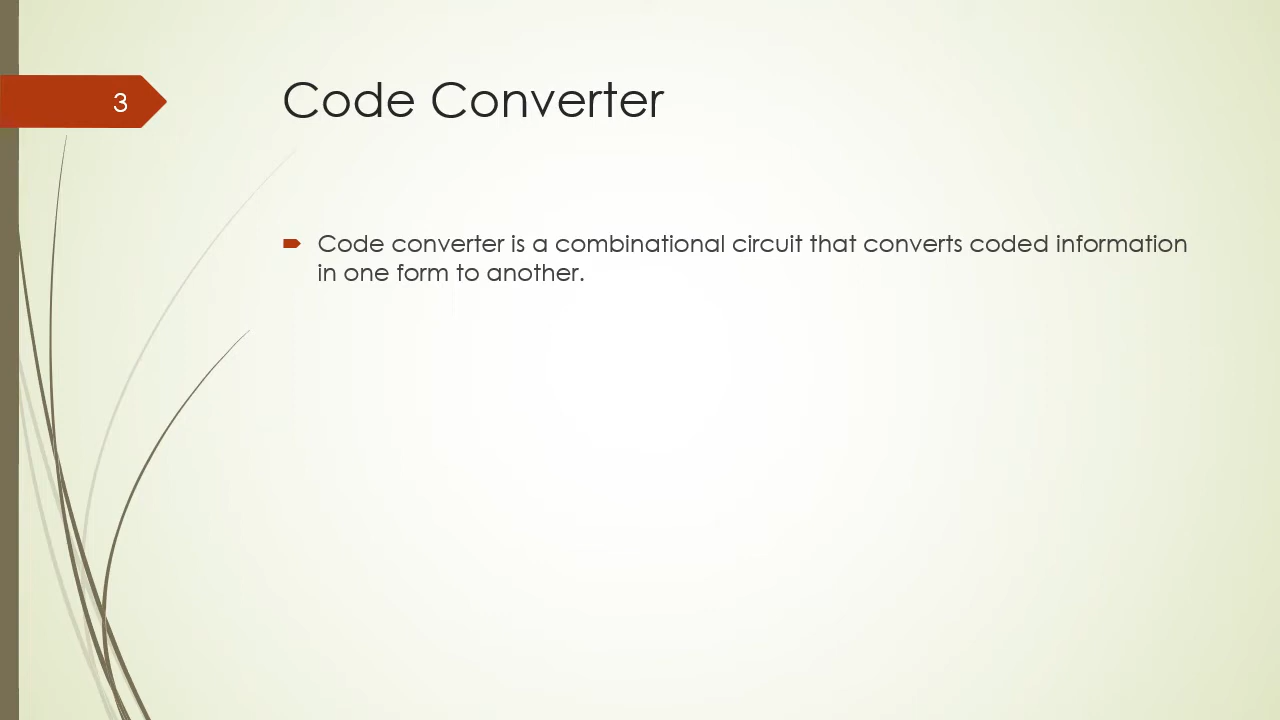 3
Code Converter
Code converter is a combinational circuit that converts coded information
in one form to another.